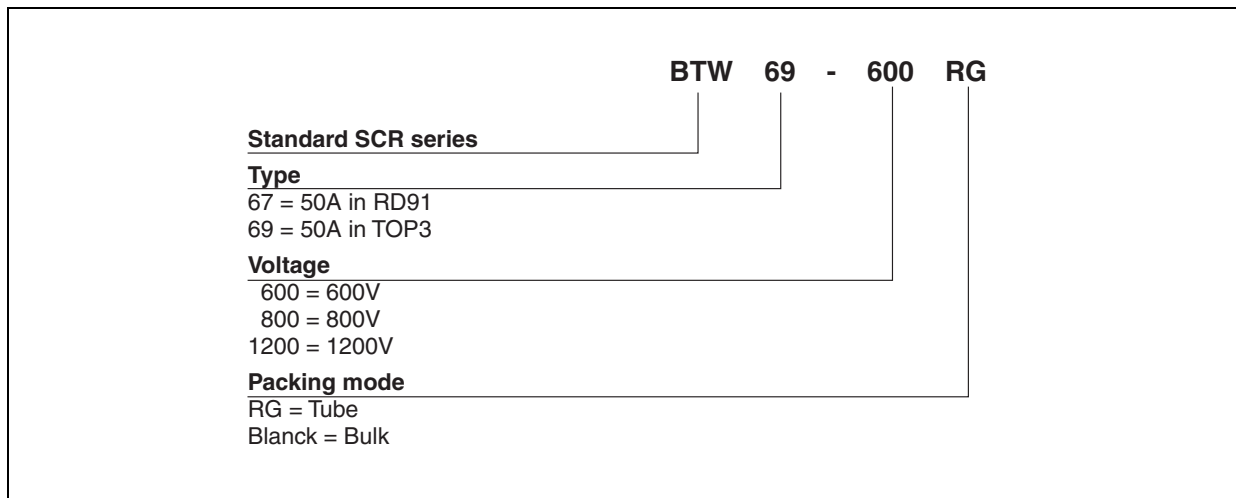 BTW 69 - 600 RG
Standard SCR series
Type
67 = 50A in RD91
69 = 50A in TOP3
Voltage
600 = 600V
800 = 800V
1200 = 1200V
Packing mode
RG = Tube
Blanck = Bulk